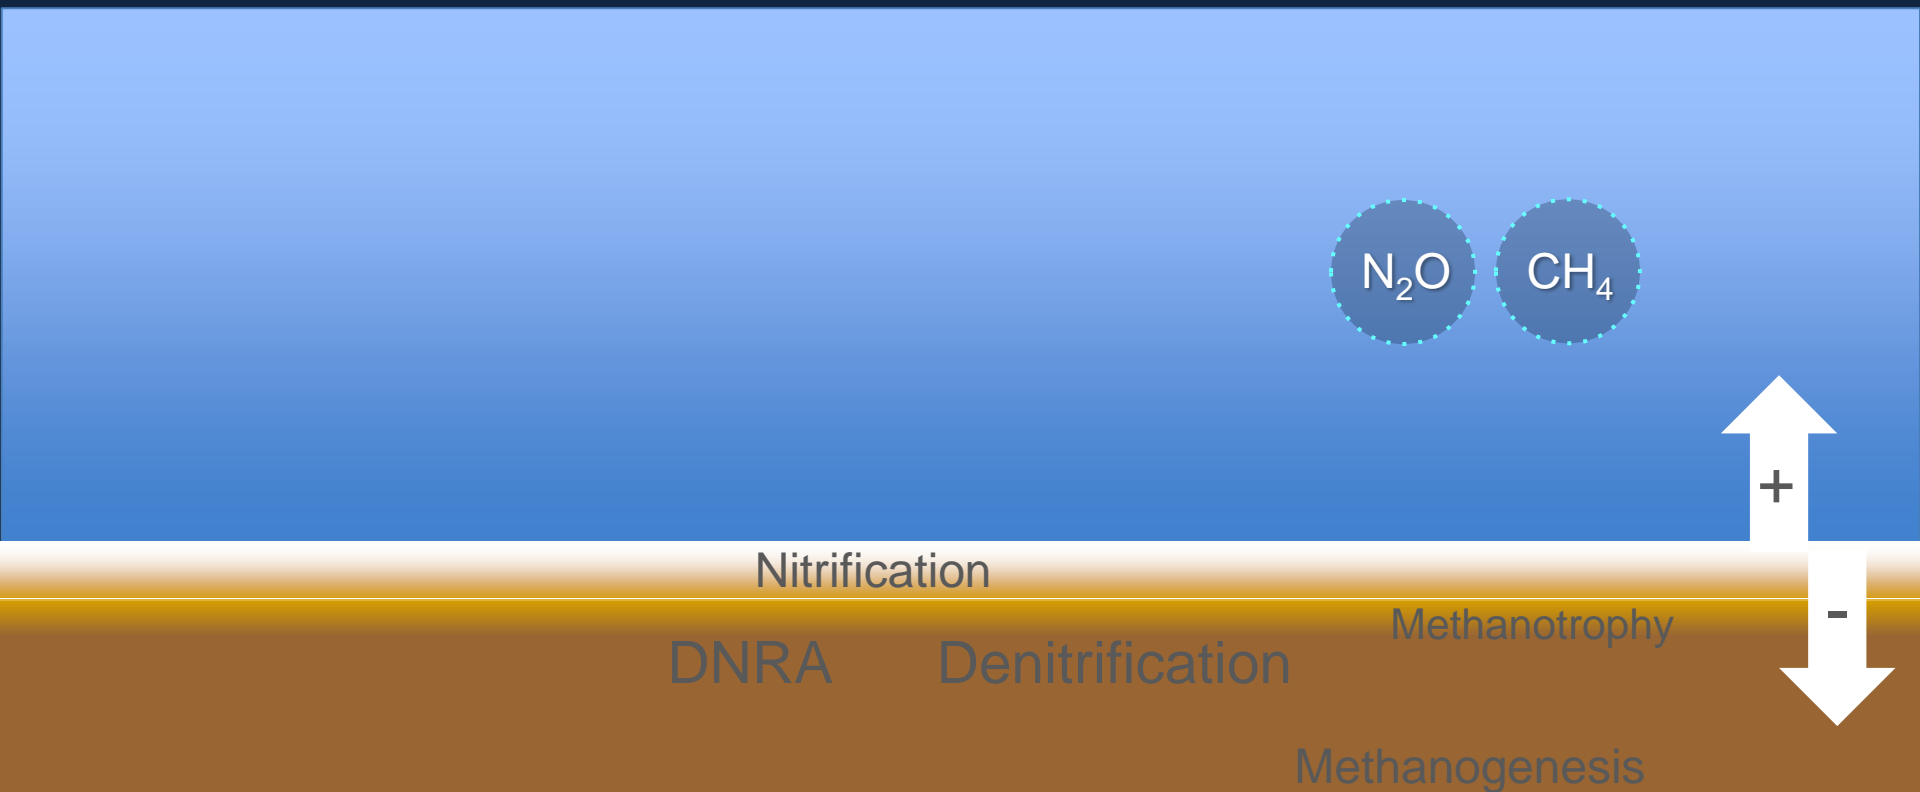 N₂O CH₄
+
Nitrification
-
Methanotrophy
DNRA Denitrification
Methanogenesis